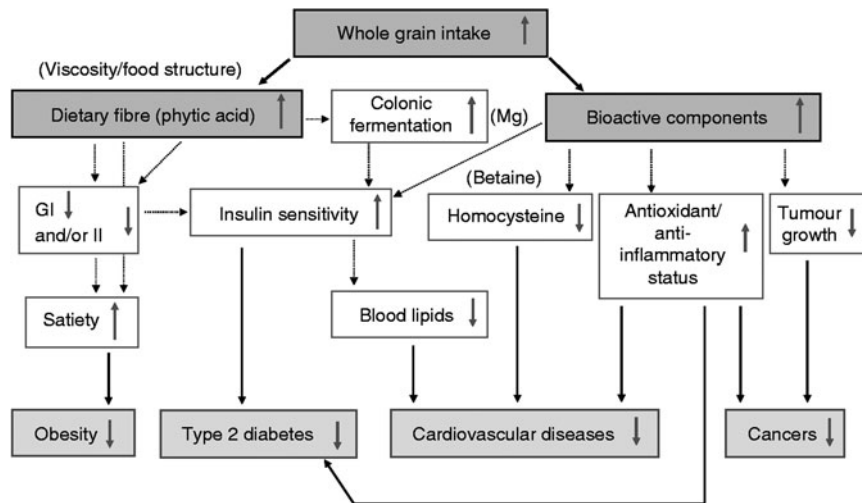 Whole grain intake
(Viscosity/food structure)
Dietary fibre (phytic acid)
Colonic
fermentation
(Mg)
Bioactive components
GI
and/or II
Insulin sensitivity
(Betaine)
Homocysteine
Antioxidant/
anti-
inflammatory
status
Tumour
growth
Satiety
Blood lipids
Obesity
Type 2 diabetes
Cardiovascular diseases
Cancers